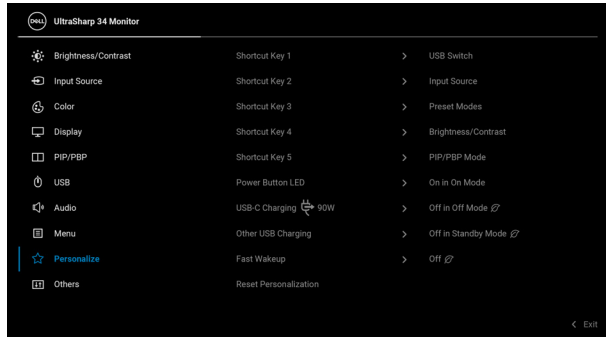 DELL UltraSharp 34 Monitor
Brightness/Contrast Shortcut Key 1 > USB Switch
Input Source Shortcut Key 2 > Input Source
Color Shortcut Key 3 > Preset Modes
Display Shortcut Key 4 > Brightness/Contrast
PIP/PBP Shortcut Key 5 > PIP/PBP Mode
USB Power Button LED > On in On Mode
Audio USB-C Charging 90W > Off in Off Mode
Menu Other USB Charging > Off in Standby Mode
Personalize Fast Wakeup > Off
Others Reset Personalization
< Exit